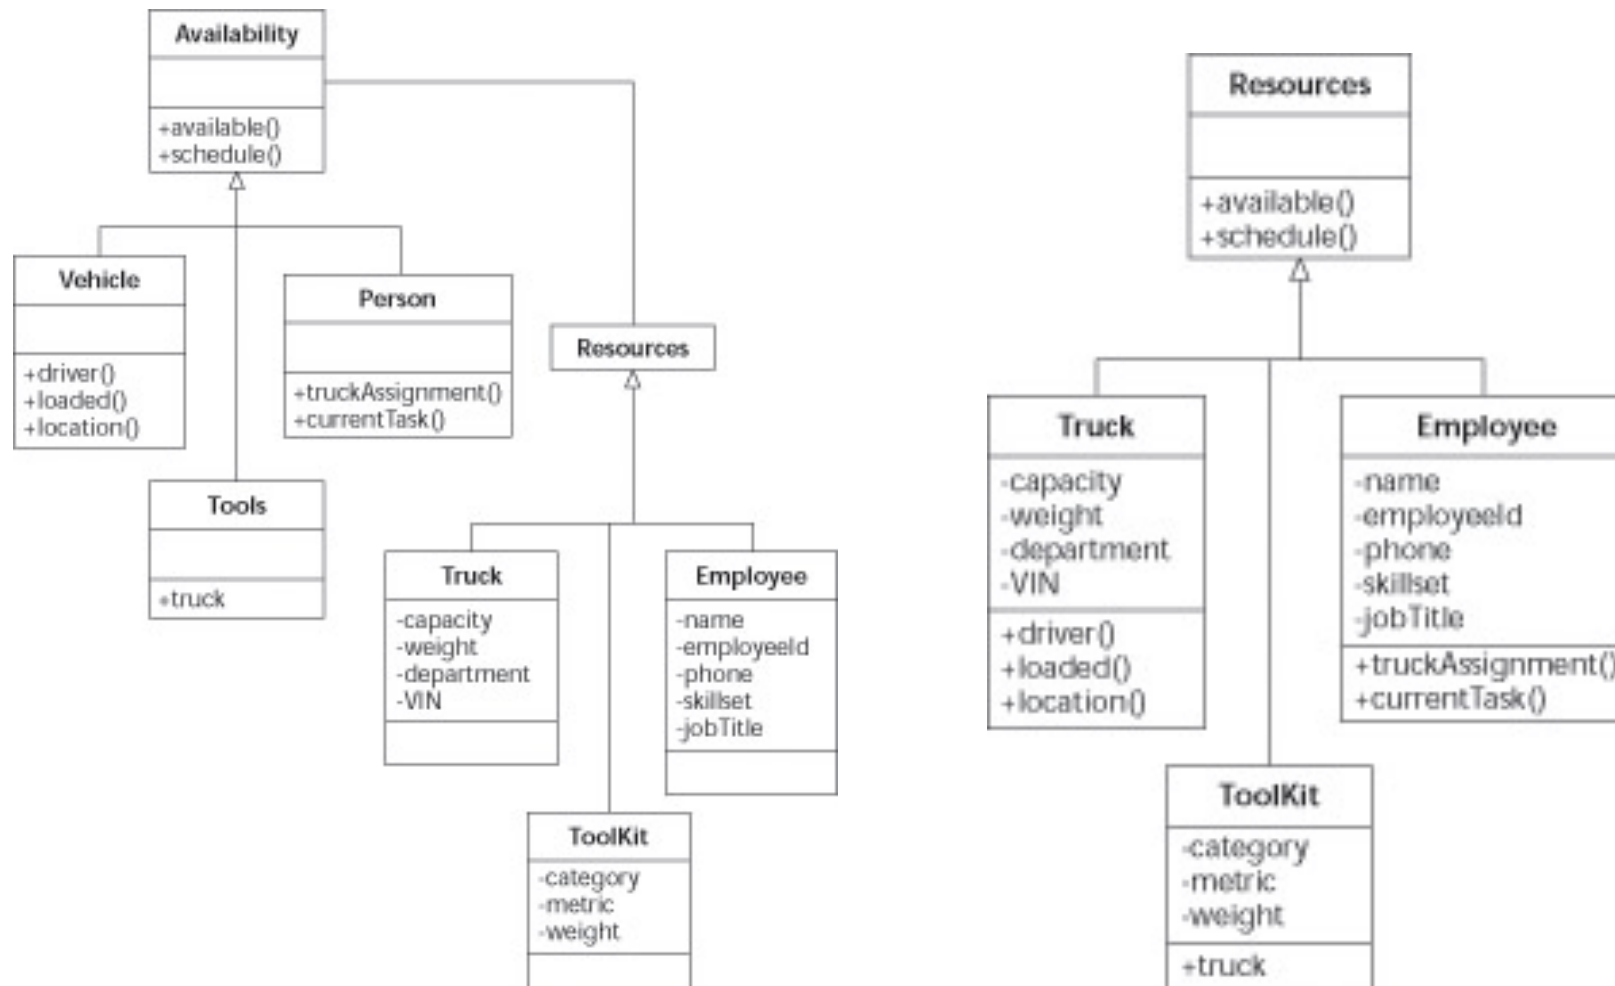 Availability
+available()
+schedule()
Vehicle
+driver()
+loaded()
+location()
Person
+truckAssignment()
+currentTask()
Tools
+truck
Resources
Truck
-capacity
-weight
-department
-VIN
Employee
-name
-employeeId
-phone
-skillset
-jobTitle
ToolKit
-category
-metric
-weight
Resources
+available()
+schedule()
Truck
-capacity
-weight
-department
-VIN
+driver()
+loaded()
+location()
Employee
-name
-employeeId
-phone
-skillset
-jobTitle
+truckAssignment()
+currentTask()
ToolKit
-category
-metric
-weight
+truck